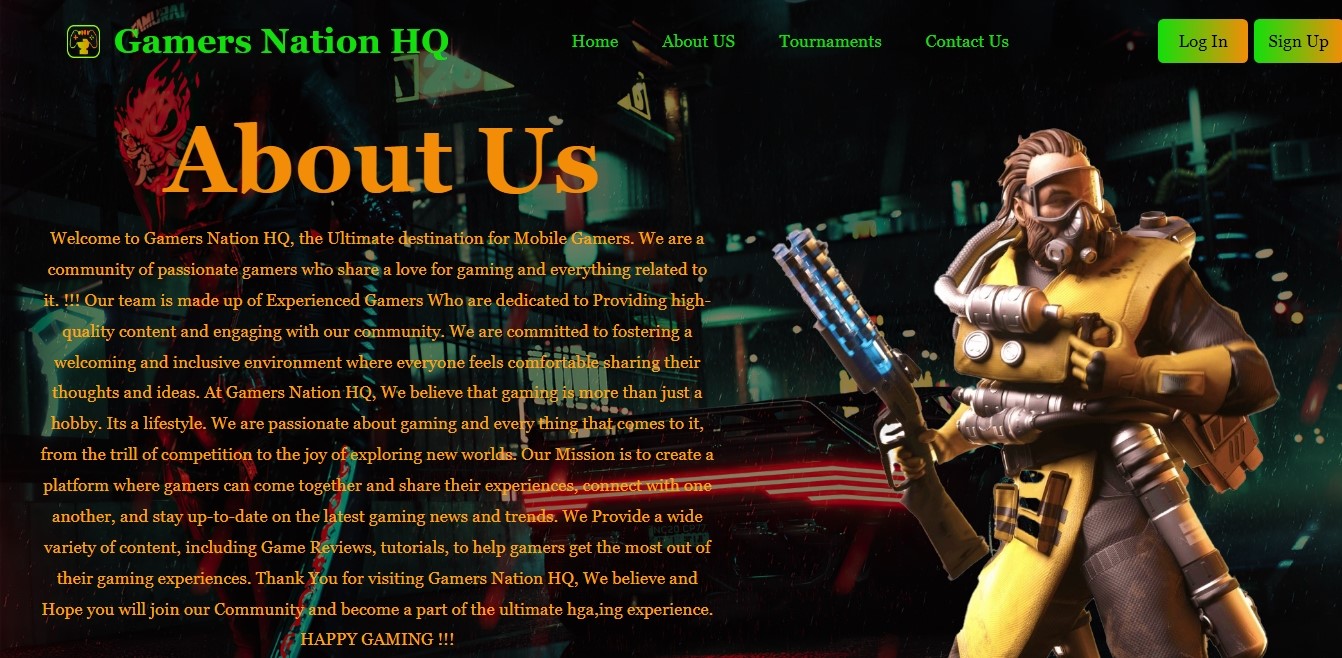 Gamers Nation HQ
Home
About US
Tournaments
Contact Us
Log In
Sign Up
About Us
Welcome to Gamers Nation HQ, the Ultimate destination for Mobile Gamers. We are a
community of passionate gamers who share a love for gaming and everything related to
it. !!! Our team is made up of Experienced Gamers Who are dedicated to Providing high-
quality content and engaging with our community. We are committed to fostering a
welcoming and inclusive environment where everyone feels comfortable sharing their
thoughts and ideas. At Gamers Nation HQ, We believe that gaming is more than just a
hobby. Its a lifestyle. We are passionate about gaming and every thing that comes to it,
from the trill of competition to the joy of exploring new worlds. Our Mission is to create a
platform where gamers can come together and share their experiences, connect with one
another, and stay up-to-date on the latest gaming news and trends. We Provide a wide
variety of content, including Game Reviews, tutorials, to help gamers get the most out of
their gaming experiences. Thank You for visiting Gamers Nation HQ, We believe and
Hope you will join our Community and become a part of the ultimate hga,ing experience.
HAPPY GAMING !!!
SAMURAI